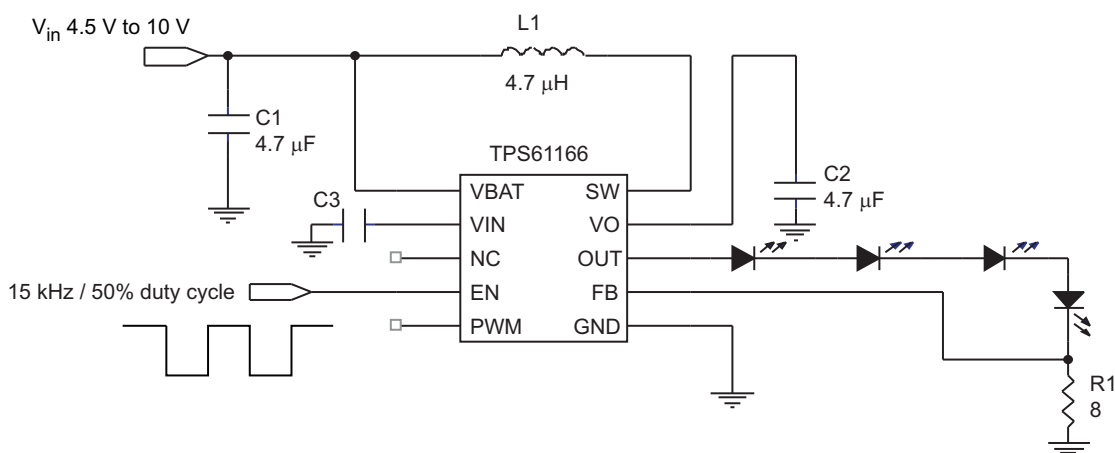 Vin 4.5 V to 10 V
L1
4.7 μH
C1
4.7 μF
TPS61166
C2
4.7 μF
C3
VBAT
SW
VIN
VO
NC
OUT
EN
FB
PWM
GND
15 kHz / 50% duty cycle
R1
8